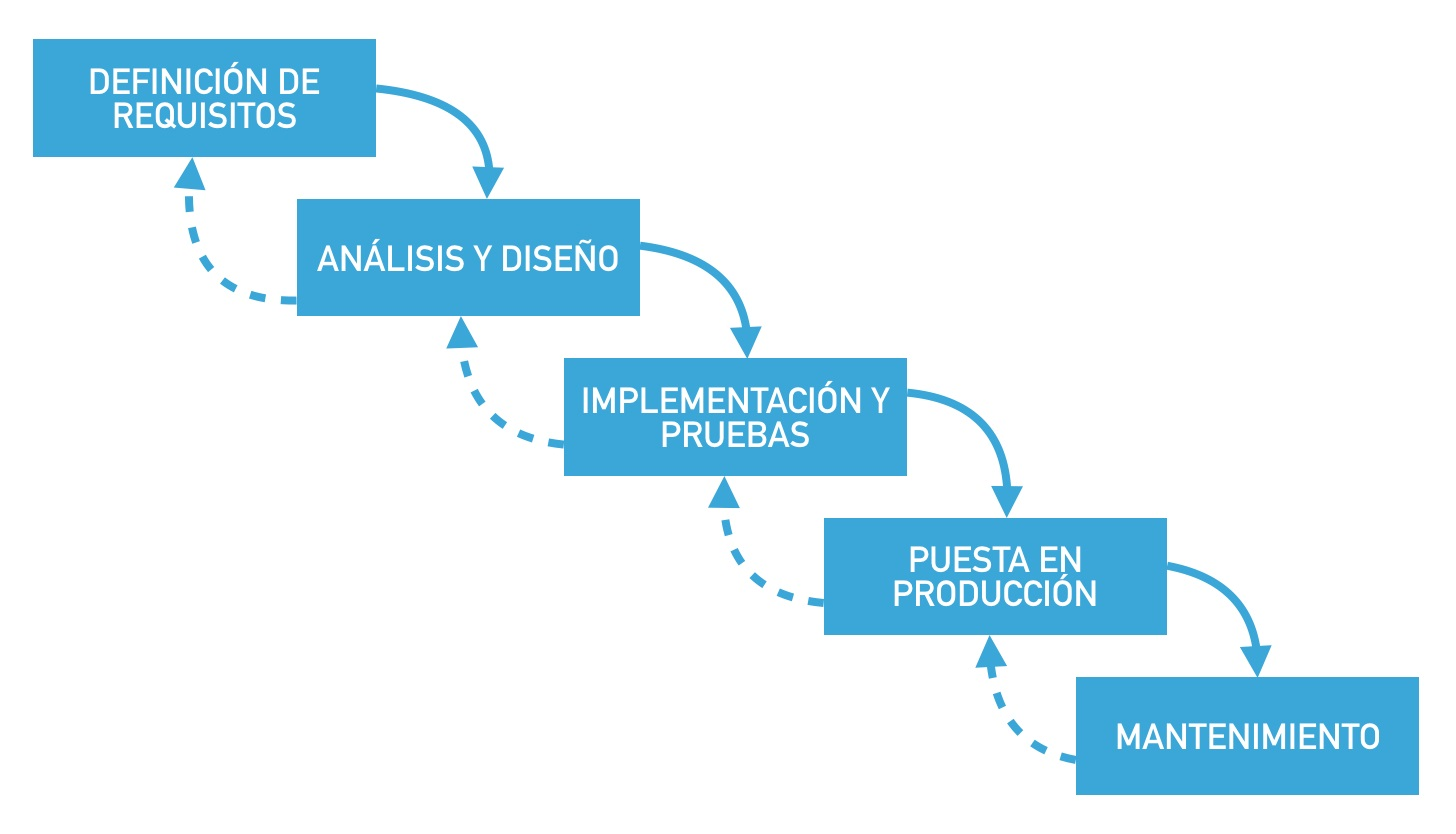 DEFINICIÓN DE
REQUISITOS
ANÁLISIS Y DISEÑO
IMPLEMENTACIÓN Y
PRUEBAS
PUESTA EN
PRODUCCIÓN
MANTENIMIENTO